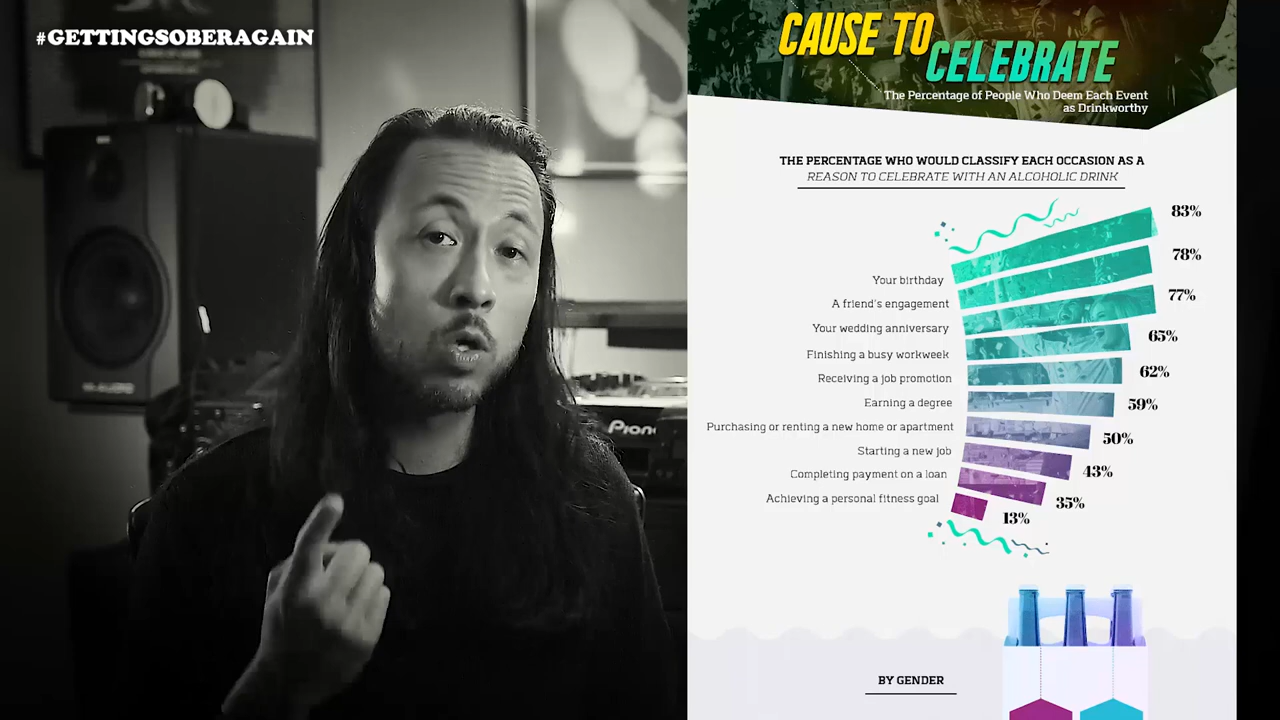 #GETTINGSOBERAGAIN
CAUSE TO
CELEBRATE
The Percentage of People Who Deem Each Event
as Drinkworthy
THE PERCENTAGE WHO WOULD CLASSIFY EACH OCCASION AS A
REASON TO CELEBRATE WITH AN ALCOHOLIC DRINK
83%
78%
Your birthday
77%
A friend's engagement
Your wedding anniversary
65%
Finishing a busy workweek
62%
Receiving a job promotion
Earning a degree
59%
Purchasing or renting a new home or apartment
50%
Starting a new job
43%
Completing payment on a loan
Achieving a personal fitness goal
35%
13%
BY GENDER
M-AUDIO
Pion